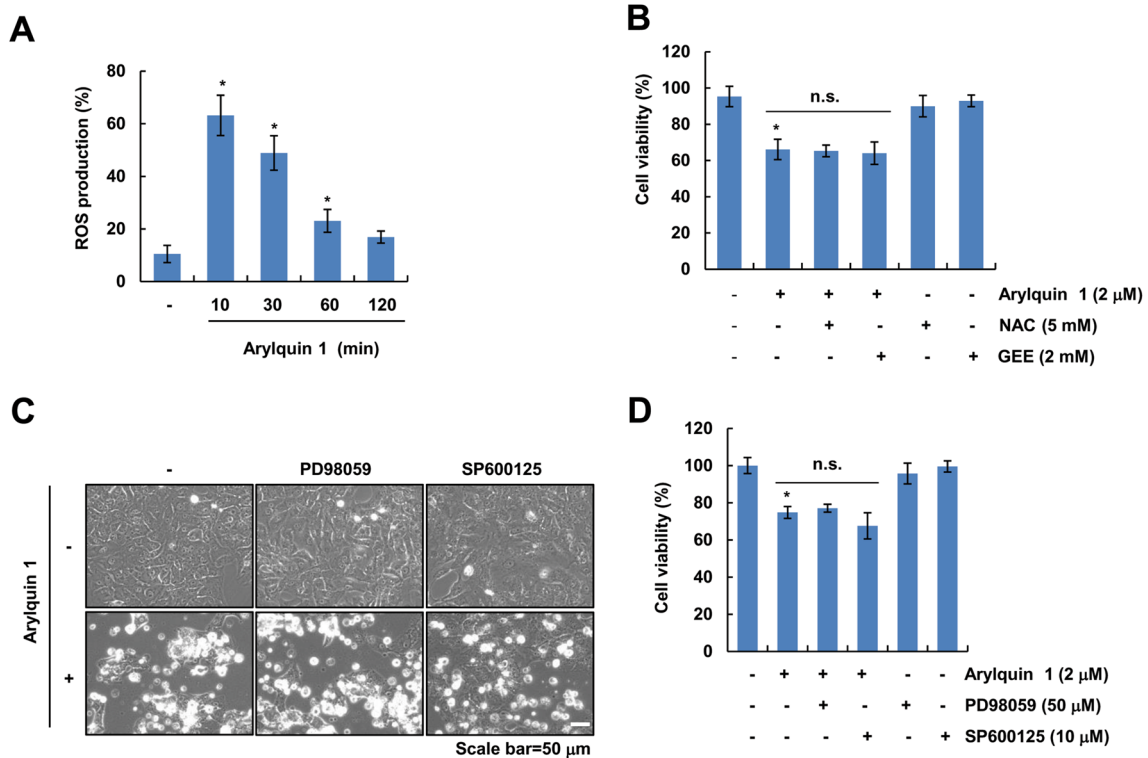 A
ROS production (%)
80
60
40
20
0
*
*
*
- 10 30 60 120
Arylquin 1 (min)
B
Cell viability (%)
120
100
80
60
40
20
0
n.s.
*
- + + + - - Arylquin 1 (2 μM)
- - + - + - NAC (5 mM)
- - - + - + GEE (2 mM)
C
- PD98059 SP600125
Arylquin 1
-
+
Scale bar=50 μm
D
Cell viability (%)
120
100
80
60
40
20
0
n.s.
*
- + + + - - Arylquin 1 (2 μM)
- - + - + - PD98059 (50 μM)
- - - + - + SP600125 (10 μM)